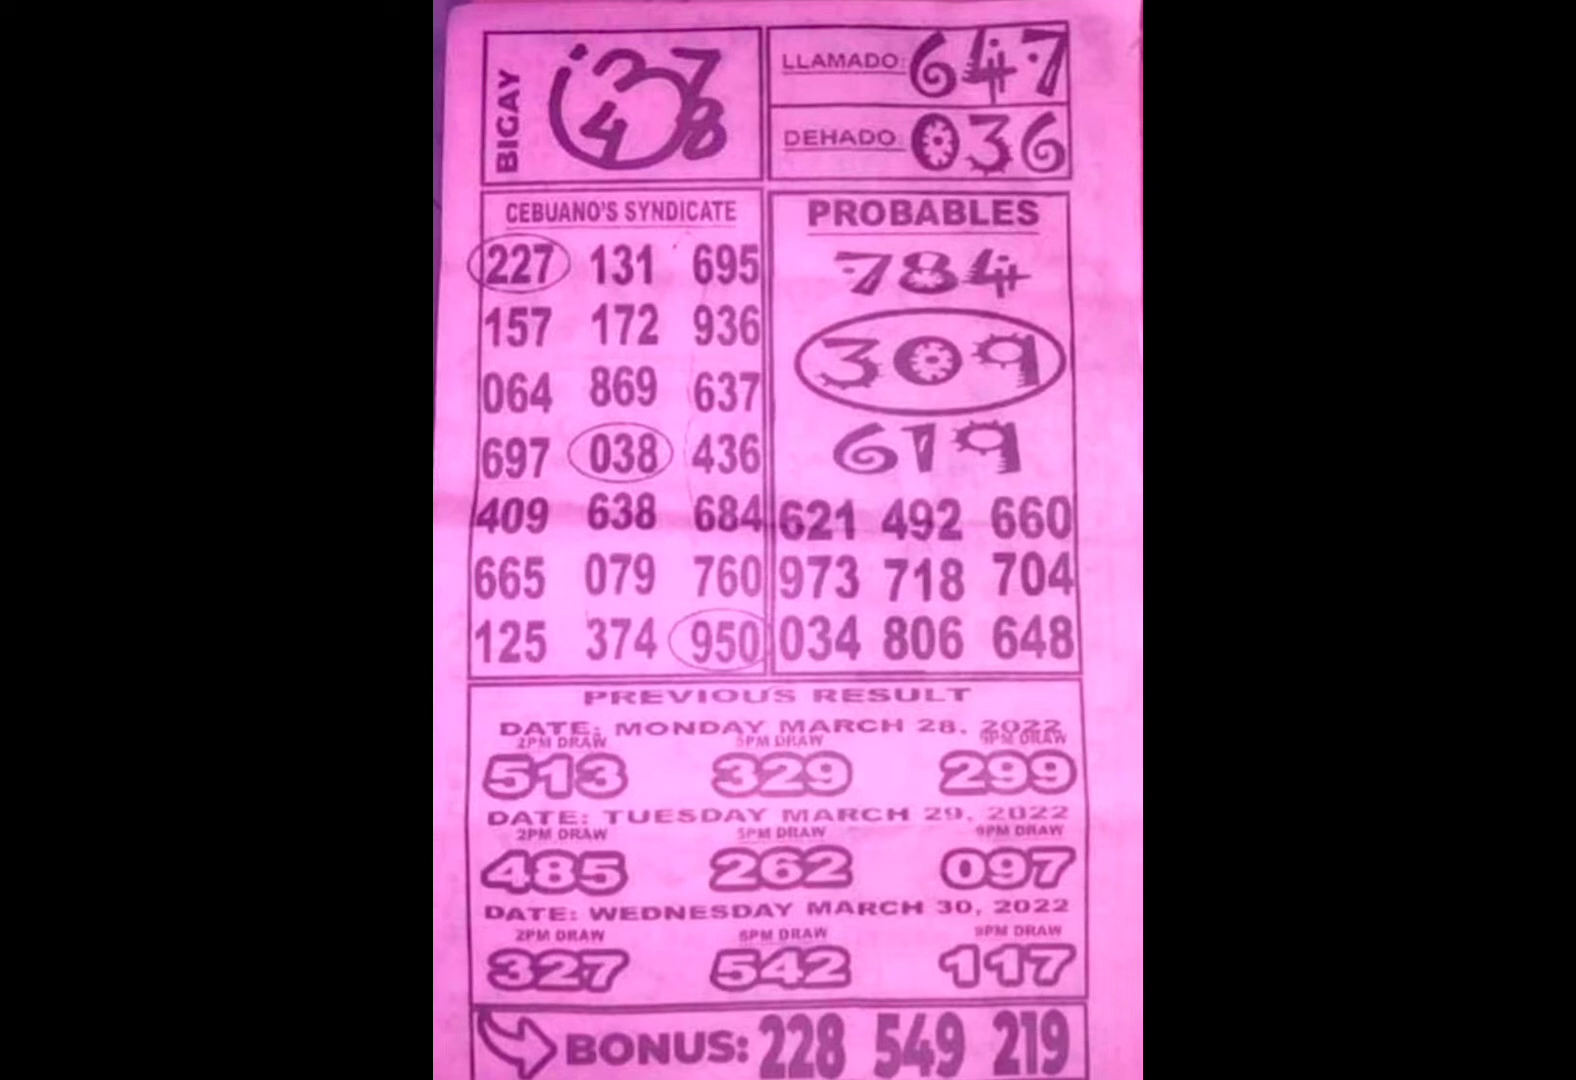 BIGAY
LLAMADO: 647
DEHADO: 036
CEBUANO'S SYNDICATE
227 131 695
157 172 936
064 869 637
697 038 436
409 638 684
665 079 760
125 374 950
PROBABLES
784
309
619
621 492 660
973 718 704
034 806 648
PREVIOUS RESULT
DATE: MONDAY MARCH 28, 2022
2PM DRAW 5PM DRAW 9PM DRAW
513 329 299
DATE: TUESDAY MARCH 29, 2022
2PM DRAW 5PM DRAW 9PM DRAW
485 262 097
DATE: WEDNESDAY MARCH 30, 2022
2PM DRAW 5PM DRAW 9PM DRAW
327 542 117
BONUS: 228 549 219